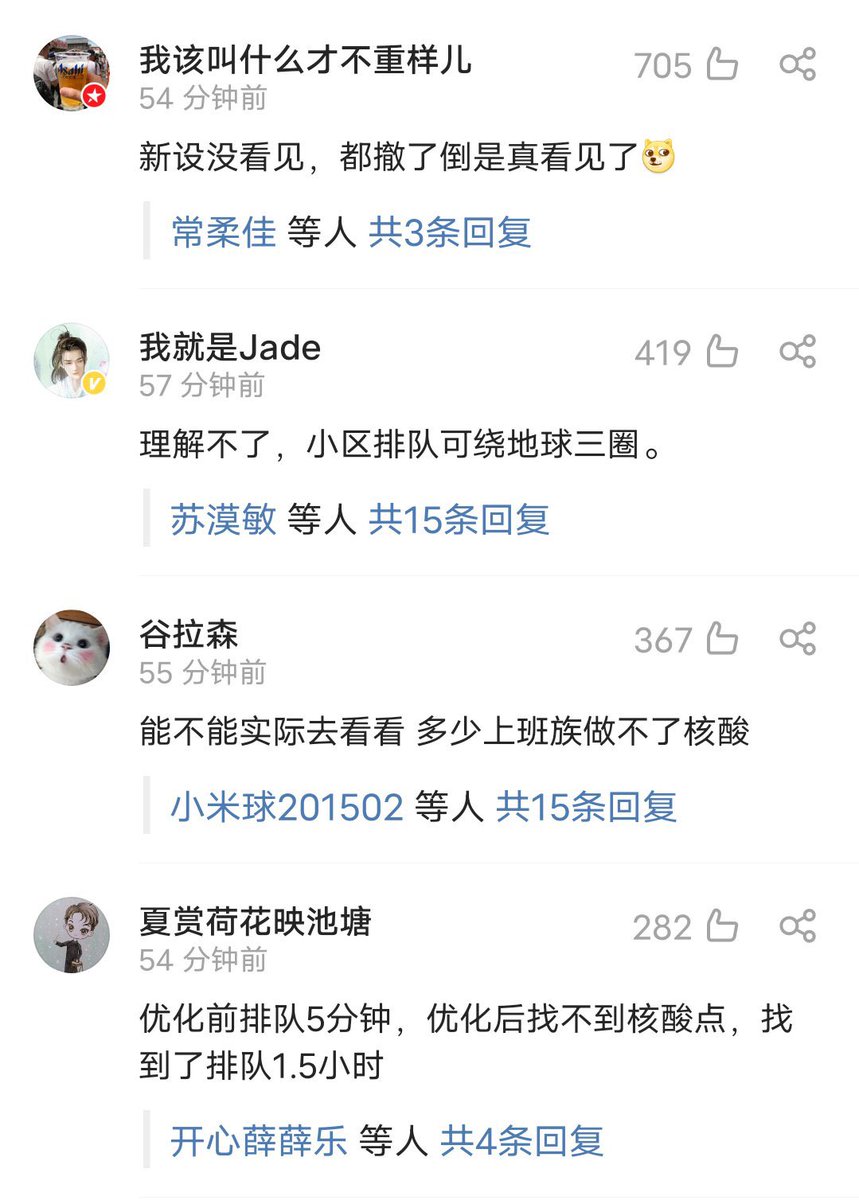 我该叫什么才不重样儿
705
54 分钟前
新设没看见，都撤了倒是真看见了
常柔佳 等人 共3条回复
我就是Jade
419
57 分钟前
理解不了，小区排队可绕地球三圈。
苏漠敏 等人 共15条回复
谷拉森
367
55 分钟前
能不能实际去看看 多少上班族做不了核酸
小米球201502 等人 共15条回复
夏赏荷花映池塘
282
54 分钟前
优化前排队5分钟，优化后找不到核酸点，找
到了排队1.5小时
开心薛薛乐 等人 共4条回复